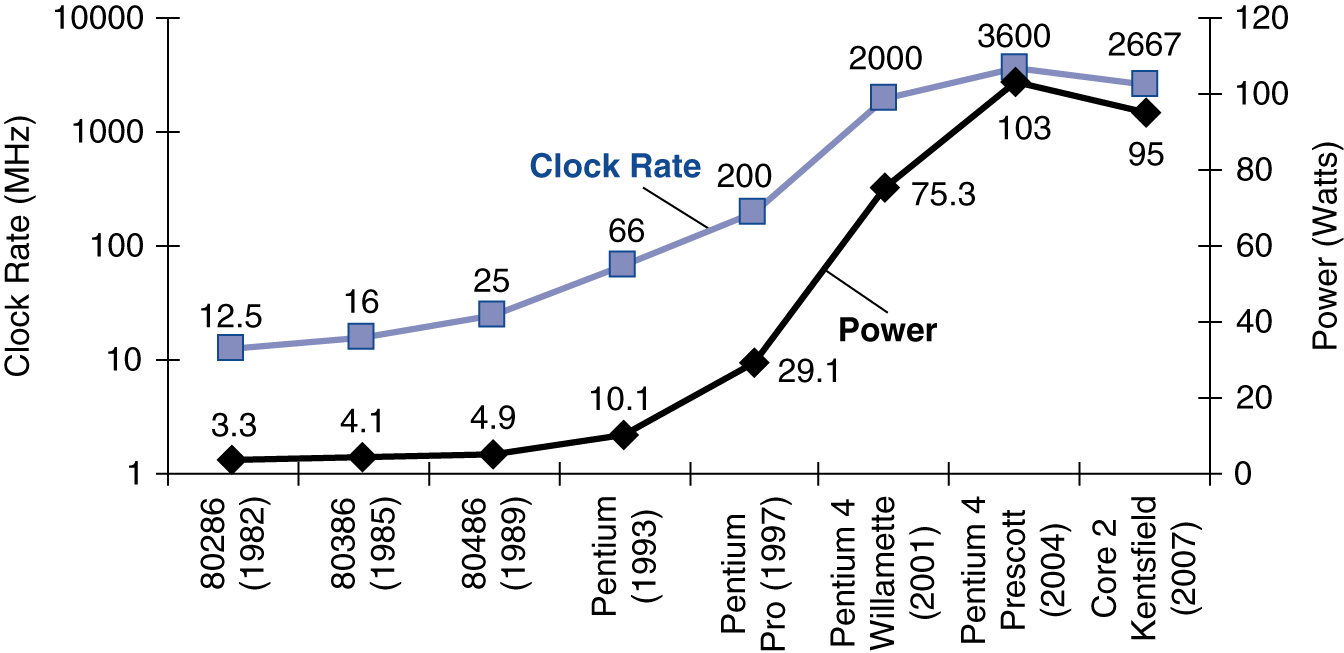 10000
1000
100
10
1
Clock Rate (MHz)
120
100
80
60
40
20
0
Power (Watts)
12.5
16
25
66
200
2000
3600
2667
Clock Rate
3.3
4.1
4.9
10.1
29.1
75.3
103
95
Power
80286
(1982)
80386
(1985)
80486
(1989)
Pentium
(1993)
Pentium
Pro (1997)
Pentium 4
Willamette
(2001)
Pentium 4
Prescott
(2004)
Core 2
Kentsfield
(2007)